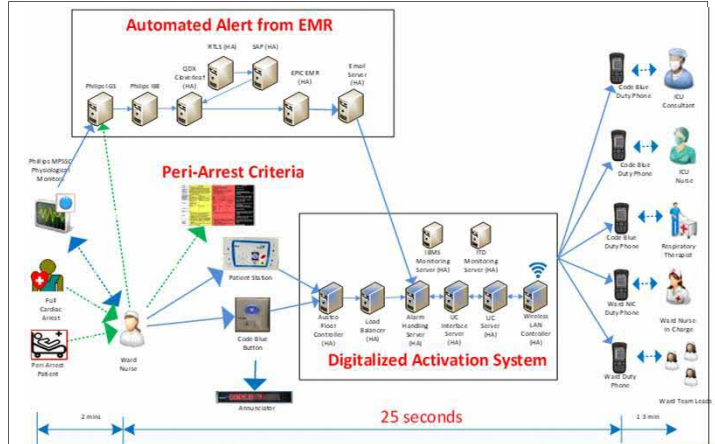 Automated Alert from EMR
RTLS (HA)
SAP (HA)
QDX
Cloverleaf
(HA)
Email
Server
(HA)
Philips IGS
Philips IBE
EPIC EMR
(HA)
Code Blue
Duty Phone
ICU
Consultant
Phillips MPSSC
Physiological
Monitors
Peri-Arrest Criteria
Code Blue
Duty Phone
ICU
Nurse
Patient Station
IBMS
Monitoring
Server (HA)
ITD
Monitoring
Server (HA)
Code Blue
Duty Phone
Respiratory
Therapist
Full
Cardiac
Arrest
Austco
Floor
Controller
(HA)
Load
Balancer
(HA)
Alarm
Handling
Server
(HA)
UC
Interface
Server
(HA)
UC
Server
(HA)
Wireless
LAN
Controller
(HA)
Ward NIC
Duty Phone
Ward Nurse
In Charge
Code Blue
Button
Peri-Arrest
Patient
Ward
Nurse
Digitalized Activation System
Ward Duty
Phone
Ward Team Leads
Annunciator
2 mins
25 seconds
1-3 min